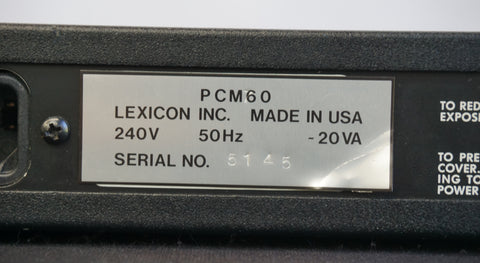 PCM60
LEXICON INC. MADE IN USA
240V 50Hz -20VA
SERIAL NO. 5145
TO RED
EXPOSE
TO PRE
COVER.
ING TO
POWER